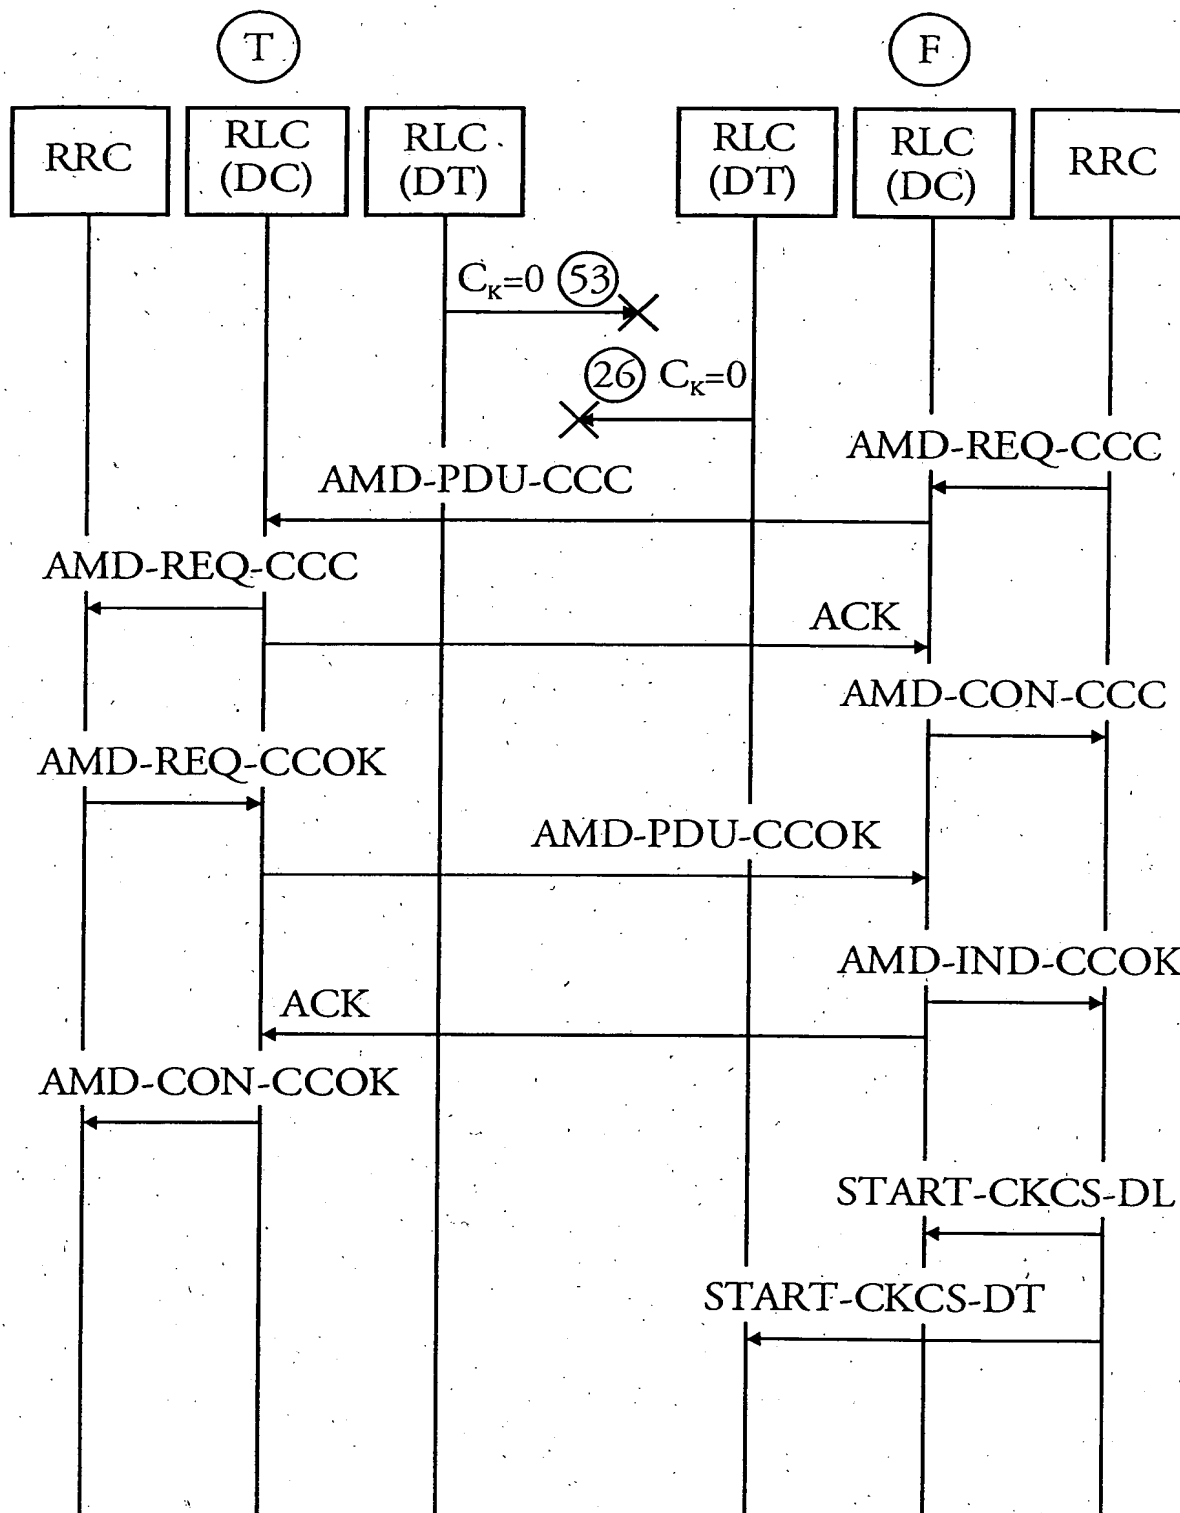 T
F
RRC
RLC
(DC)
RLC
(DT)
RLC
(DT)
RLC
(DC)
RRC
C_K=0 53
26 C_K=0
AMD-REQ-CCC
AMD-PDU-CCC
AMD-REQ-CCC
ACK
AMD-CON-CCC
AMD-REQ-CCOK
AMD-PDU-CCOK
AMD-IND-CCOK
ACK
AMD-CON-CCOK
START-CKCS-DL
START-CKCS-DT